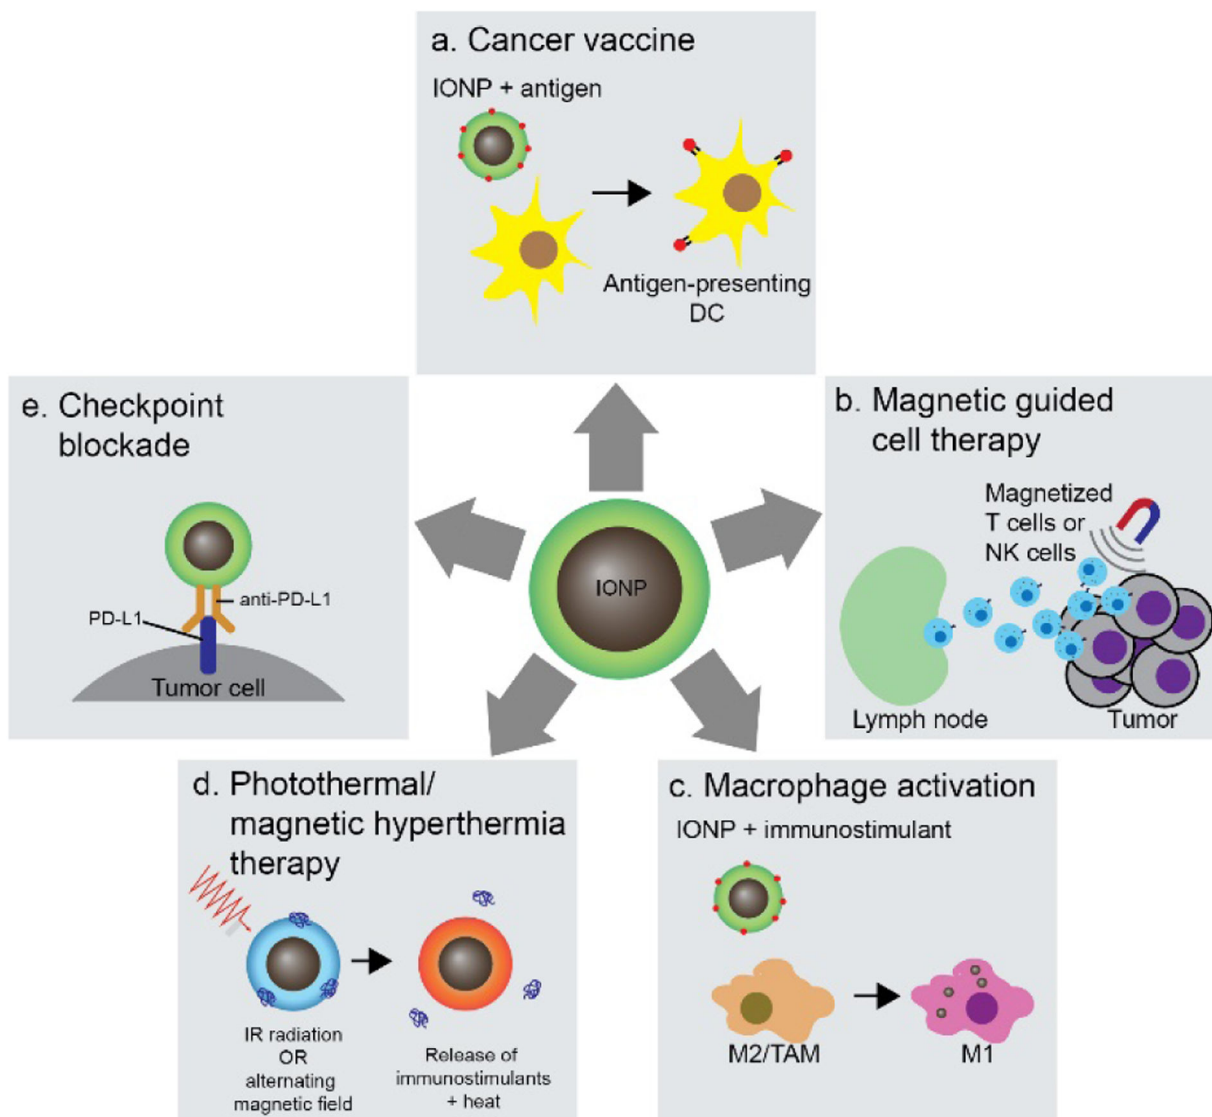 a. Cancer vaccine
IONP + antigen
Antigen-presenting
DC
e. Checkpoint
blockade
anti-PD-L1
PD-L1
Tumor cell
b. Magnetic guided
cell therapy
Magnetized
T cells or
NK cells
Lymph node
Tumor
IONP
d. Photothermal/
magnetic hyperthermia
therapy
IR radiation
OR
alternating
magnetic field
Release of
immunostimulants
+ heat
c. Macrophage activation
IONP + immunostimulant
M2/TAM
M1